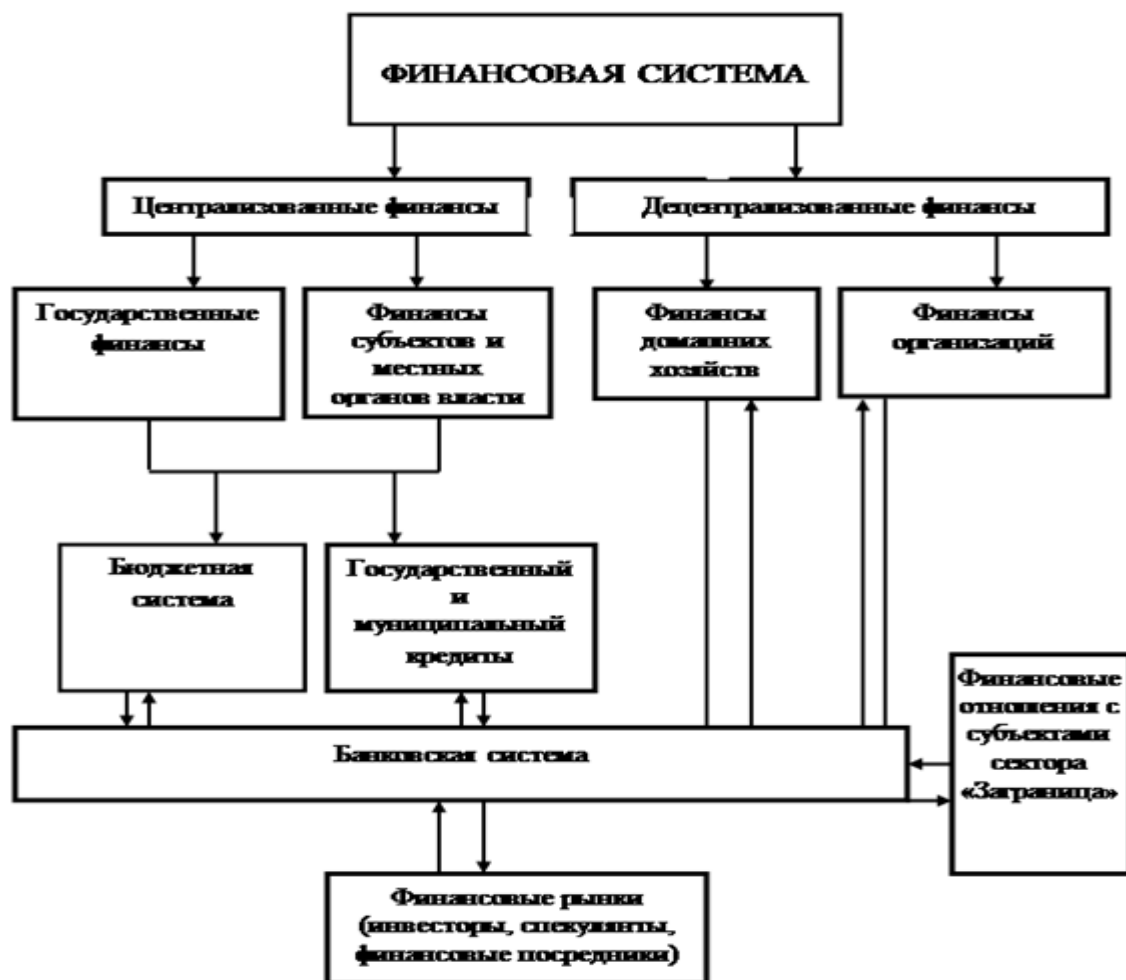 ФИНАНСОВАЯ СИСТЕМА
Централизованные финансы
Децентрализованные финансы
Государственные
финансы
Финансы
субъектов и
местных
органов власти
Финансы
домашних
хозяйств
Финансы
организаций
Бюджетная
система
Государственный
и
муниципальный
кредиты
Финансовые
отношения с
субъектами
сектора
«Заграница»
Банковская система
Финансовые рынки
(инвесторы, спекулянты,
финансовые посредники)